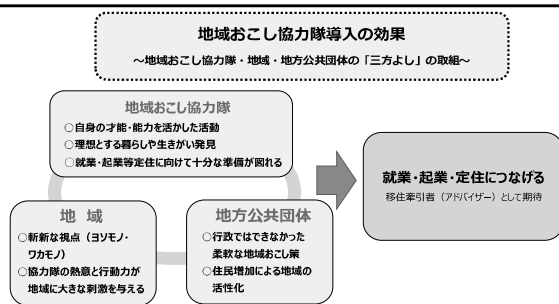 地域おこし協力隊導入の効果
～地域おこし協力隊・地域・地方公共団体の「三方よし」の取組～
地域おこし協力隊
○自身の才能・能力を活かした活動
○理想とする暮らしや生きがい発見
○就業・起業等定住に向けて十分な準備が図れる
地 域
○斬新な視点（ヨソモノ・
ワカモノ）
○協力隊の熱意と行動力が
地域に大きな刺激を与える
地方公共団体
○行政ではできなかった
柔軟な地域おこし策
○住民増加による地域の
活性化
就業・起業・定住につなげる
移住牽引者（アドバイザー）として期待